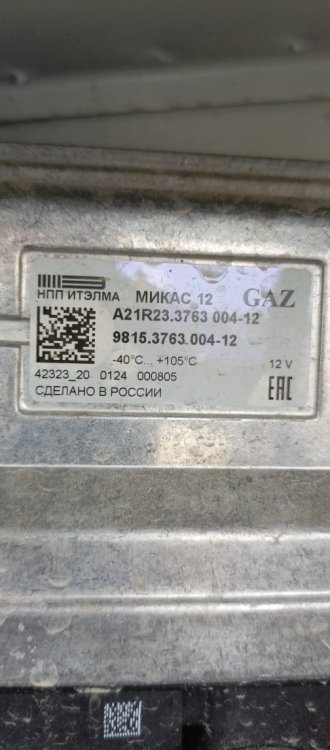 НПП ИТЭЛМА МИКАС 12 GAZ
A21R23.3763 004-12
9815.3763.004-12
-40°C... +105°C 12 V
42323_20 0124 000805
СДЕЛАНО В РОССИИ EAC